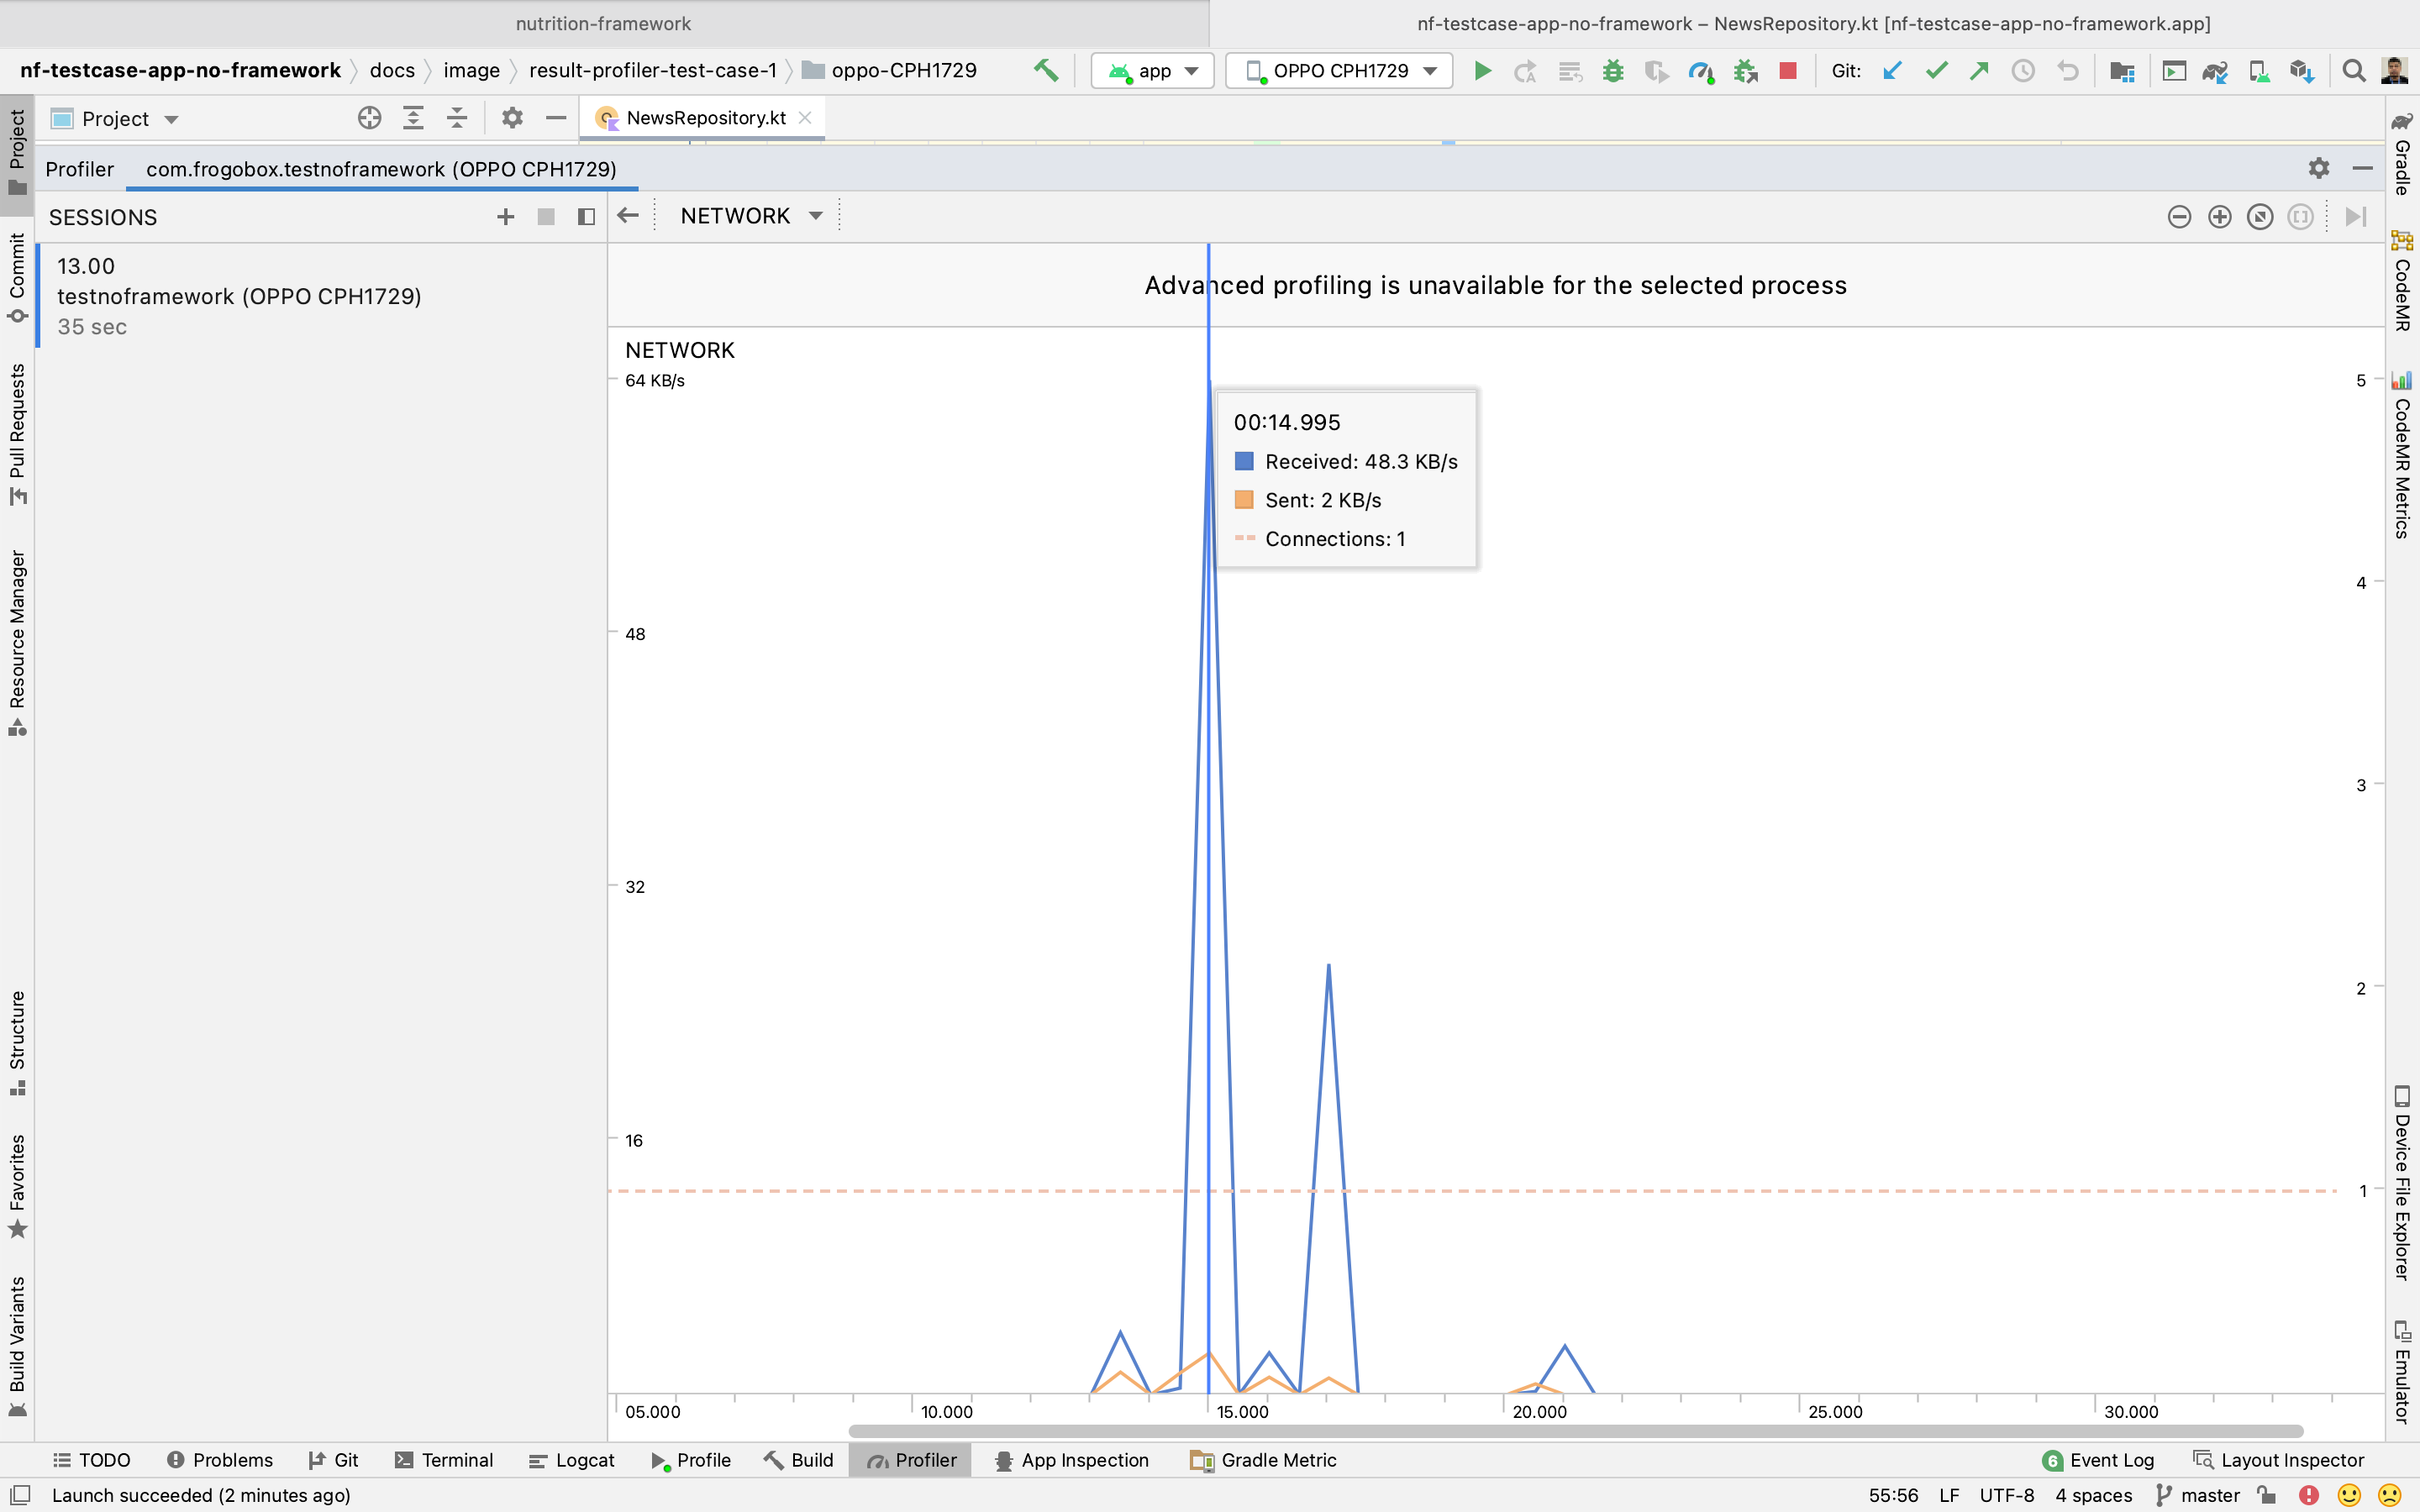 nutrition-framework
nf-testcase-app-no-framework – NewsRepository.kt [nf-testcase-app-no-framework.app]
nf-testcase-app-no-framework docs image result-profiler-test-case-1 oppo-CPH1729
app
OPPO CPH1729
Git:
Project
NewsRepository.kt
Profiler
com.frogobox.testnoframework (OPPO CPH1729)
SESSIONS
NETWORK
13.00
testnoframework (OPPO CPH1729)
35 sec
Advanced profiling is unavailable for the selected process
NETWORK
64 KB/s
48
32
16
5
4
3
2
1
00:14.995
Received: 48.3 KB/s
Sent: 2 KB/s
Connections: 1
05.000
10.000
15.000
20.000
25.000
30.000
Project
Commit
Pull Requests
Resource Manager
Structure
Favorites
Build Variants
Gradle
CodeMR
CodeMR Metrics
Device File Explorer
Emulator
TODO
Problems
Git
Terminal
Logcat
Profile
Build
Profiler
App Inspection
Gradle Metric
6
Event Log
Layout Inspector
Launch succeeded (2 minutes ago)
55:56
LF
UTF-8
4 spaces
master